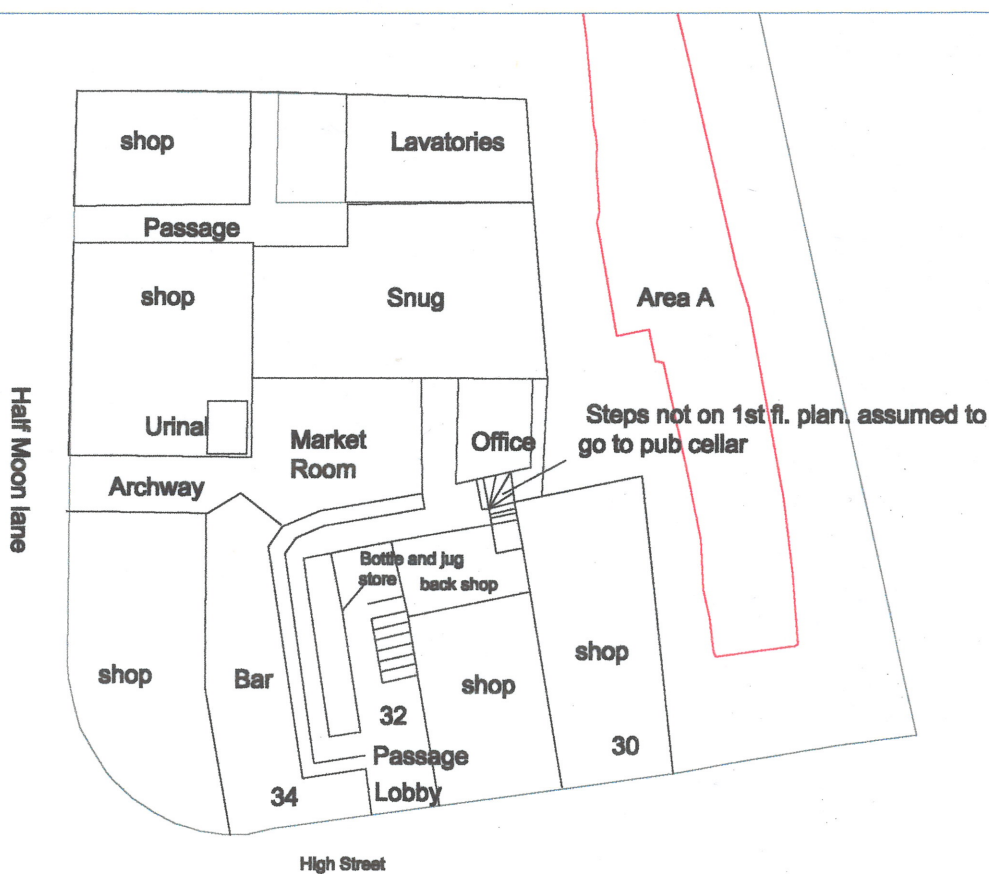 shop
Lavatories
Passage
shop
Snug
Area A
Half Moon lane
Steps not on 1st fl. plan. assumed to
go to pub cellar
Urinal
Market
Room
Office
Archway
Bottle and jug
store
back shop
shop
Bar
shop
shop
32
30
Passage
34
Lobby
High Street